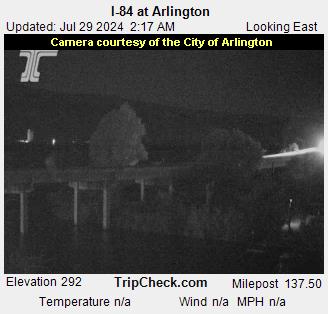 I-84 at Arlington
Updated: Jul 29 2024 2:17 AM Looking East
Camera courtesy of the City of Arlington
Elevation 292 TripCheck.com Milepost 137.50
Temperature n/a Wind n/a MPH n/a